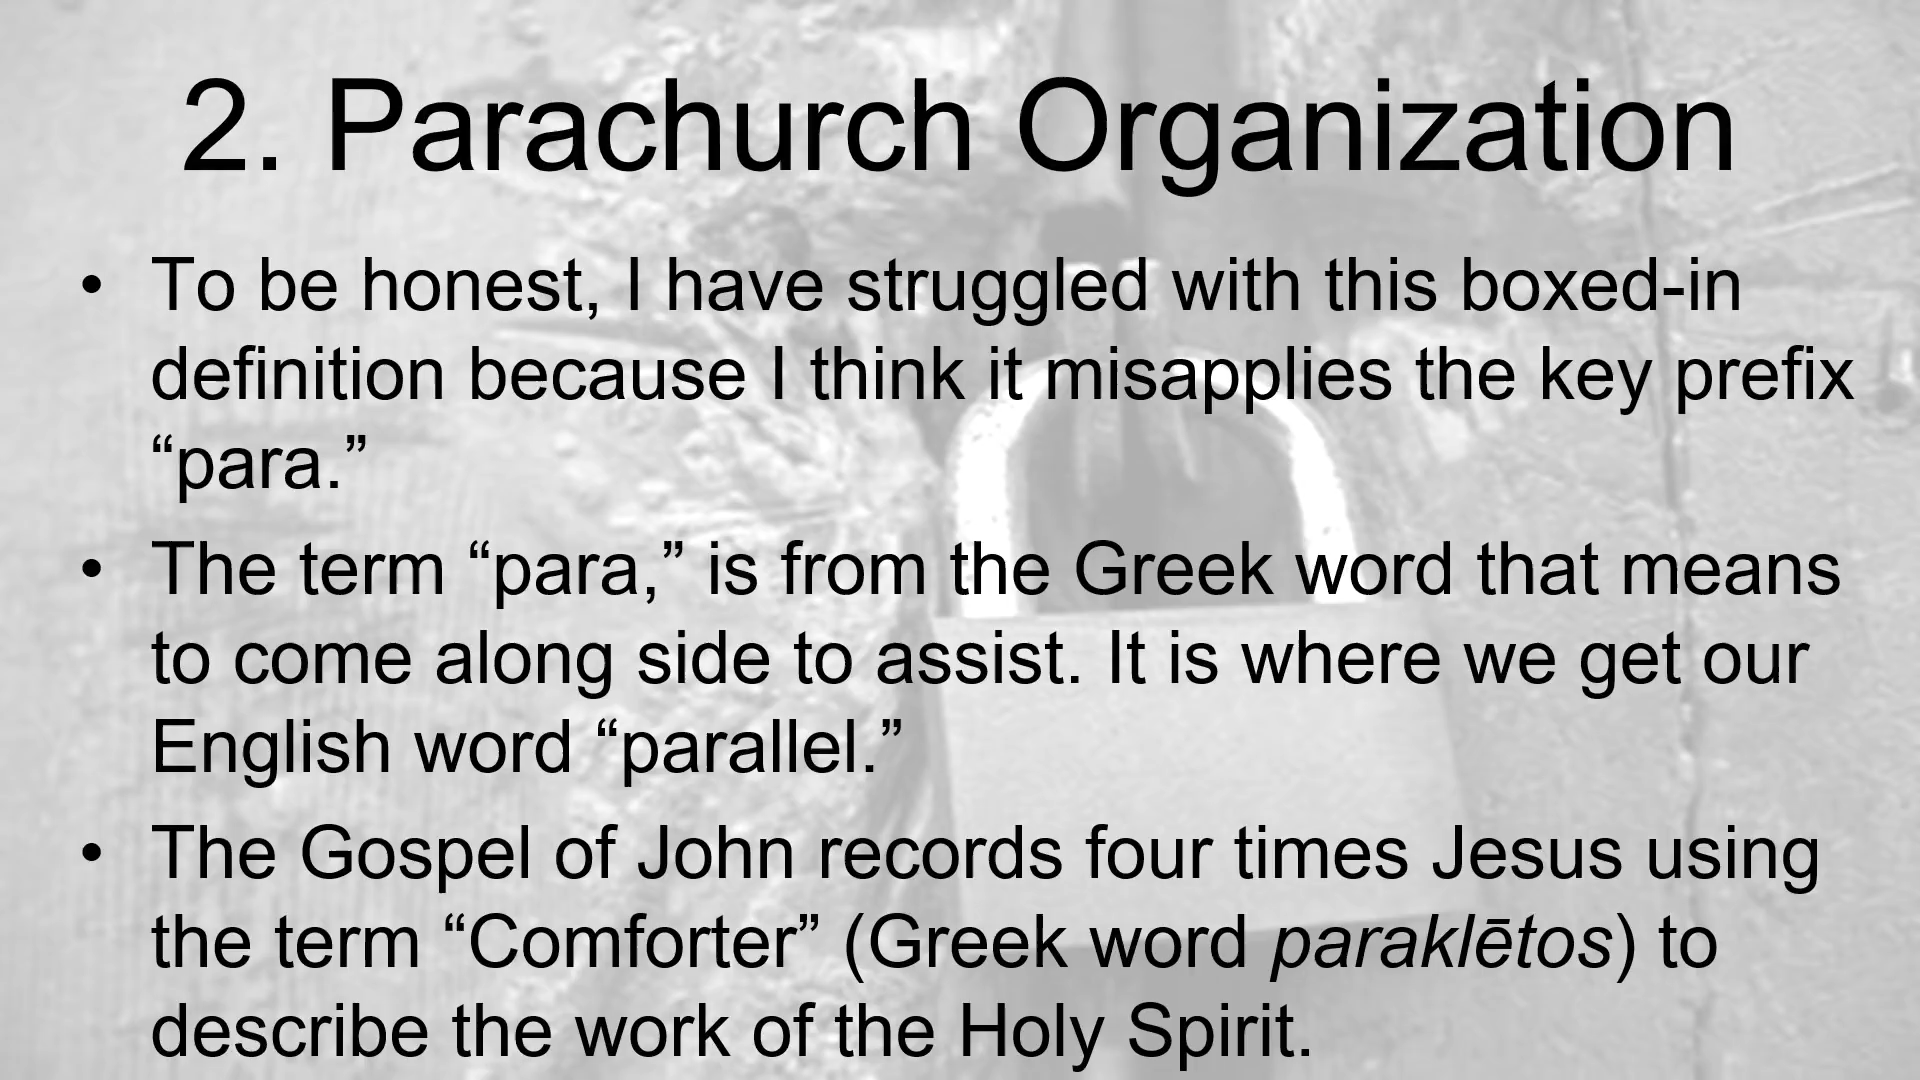 2. Parachurch Organization
• To be honest, I have struggled with this boxed-in
definition because I think it misapplies the key prefix
“para.”
• The term “para,” is from the Greek word that means
to come along side to assist. It is where we get our
English word “parallel.”
• The Gospel of John records four times Jesus using
the term “Comforter” (Greek word paraklētos) to
describe the work of the Holy Spirit.